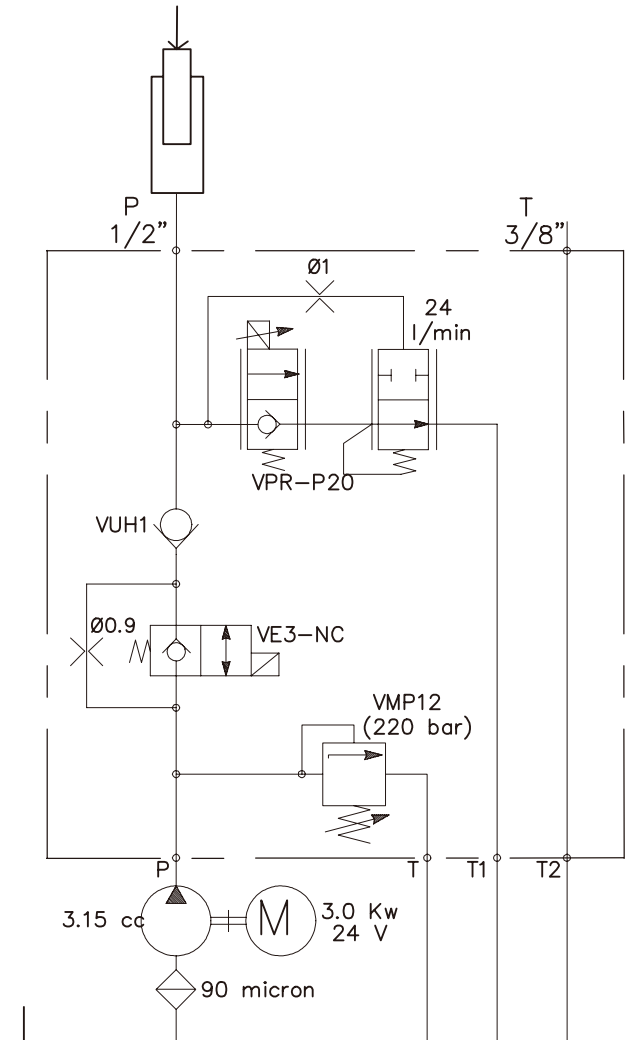 P
1/2”
T
3/8”
Ø1
24
l/min
VPR-P20
VUH1
Ø0.9
VE3-NC
VMP12
(220 bar)
P
T
T1
T2
3.15 cc
M
3.0 Kw
24 V
90 micron